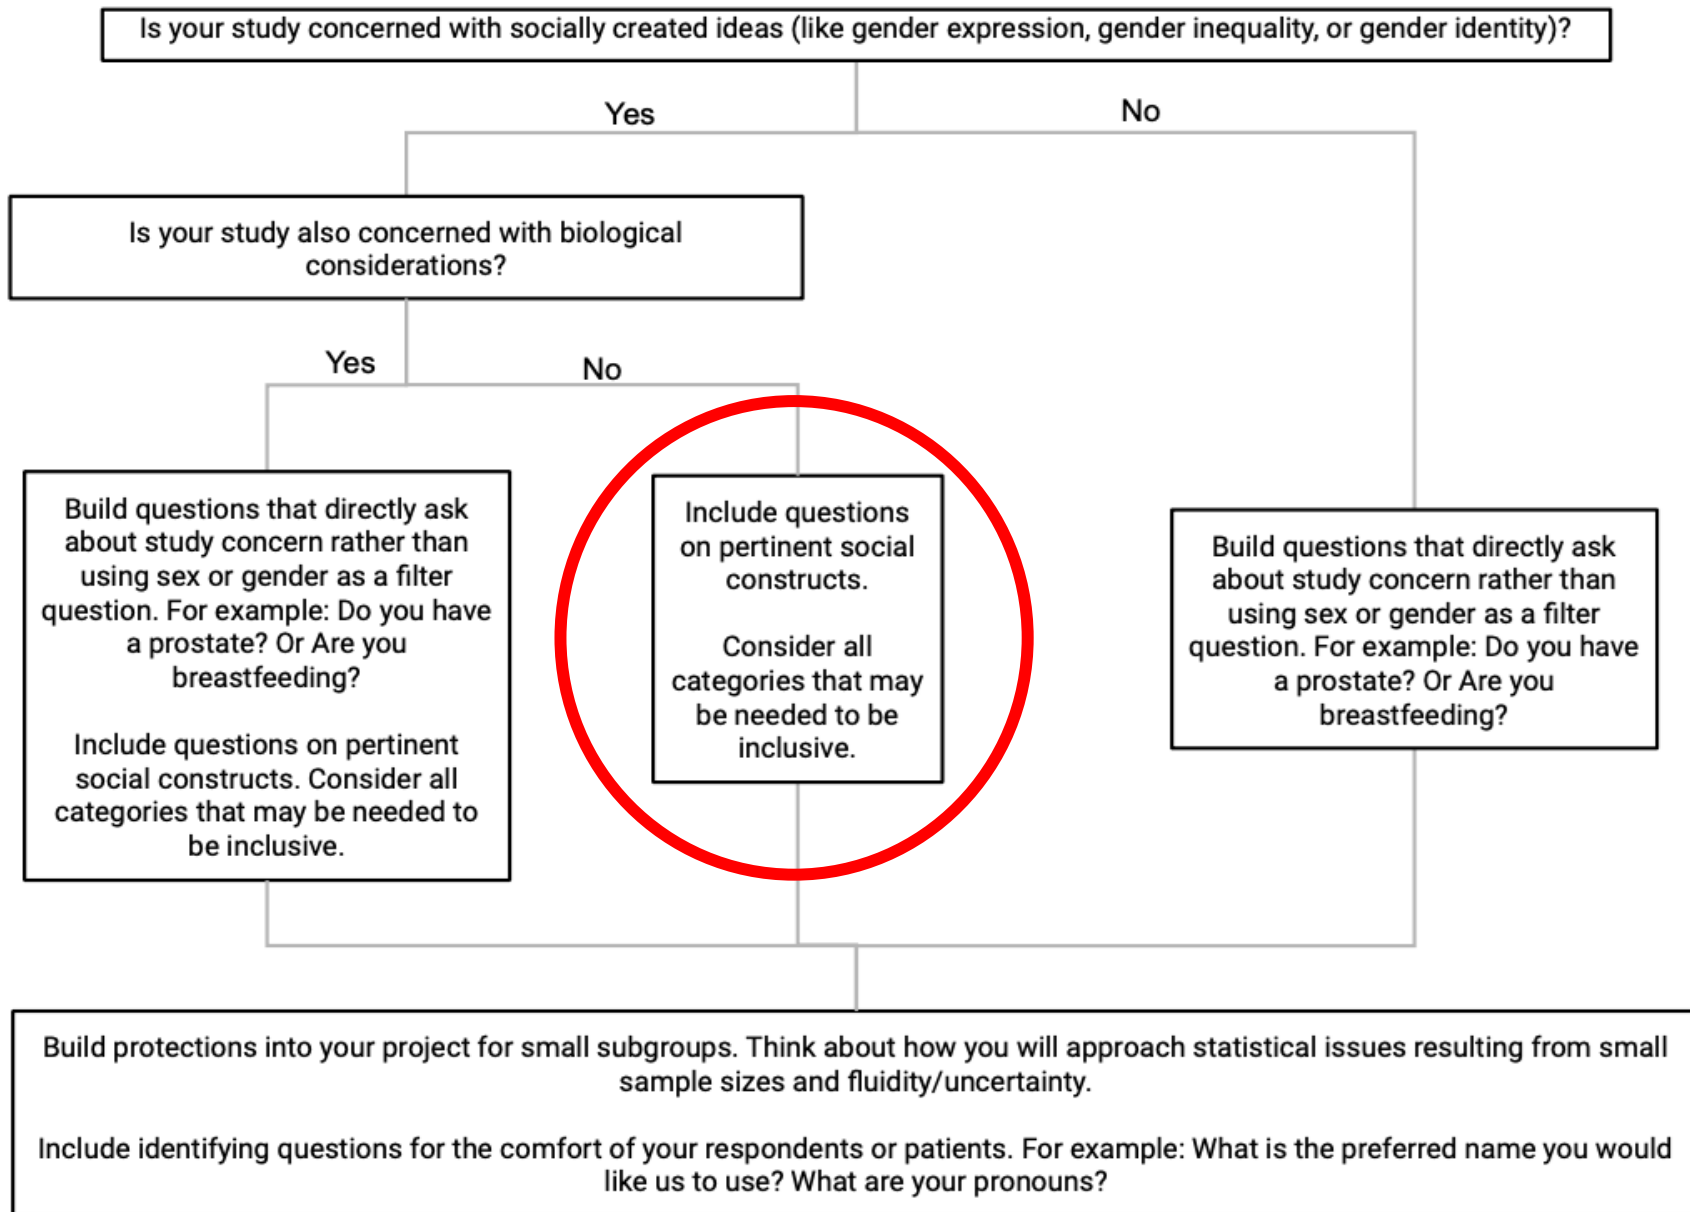 Is your study concerned with socially created ideas (like gender expression, gender inequality, or gender identity)?
Yes
No
Is your study also concerned with biological
considerations?
Yes
No
Build questions that directly ask
about study concern rather than
using sex or gender as a filter
question. For example: Do you have
a prostate? Or Are you
breastfeeding?
Include questions on pertinent
social constructs. Consider all
categories that may be needed to
be inclusive.
Include questions
on pertinent social
constructs.
Consider all
categories that may
be needed to be
inclusive.
Build questions that directly ask
about study concern rather than
using sex or gender as a filter
question. For example: Do you have
a prostate? Or Are you
breastfeeding?
Build protections into your project for small subgroups. Think about how you will approach statistical issues resulting from small
sample sizes and fluidity/uncertainty.
Include identifying questions for the comfort of your respondents or patients. For example: What is the preferred name you would
like us to use? What are your pronouns?